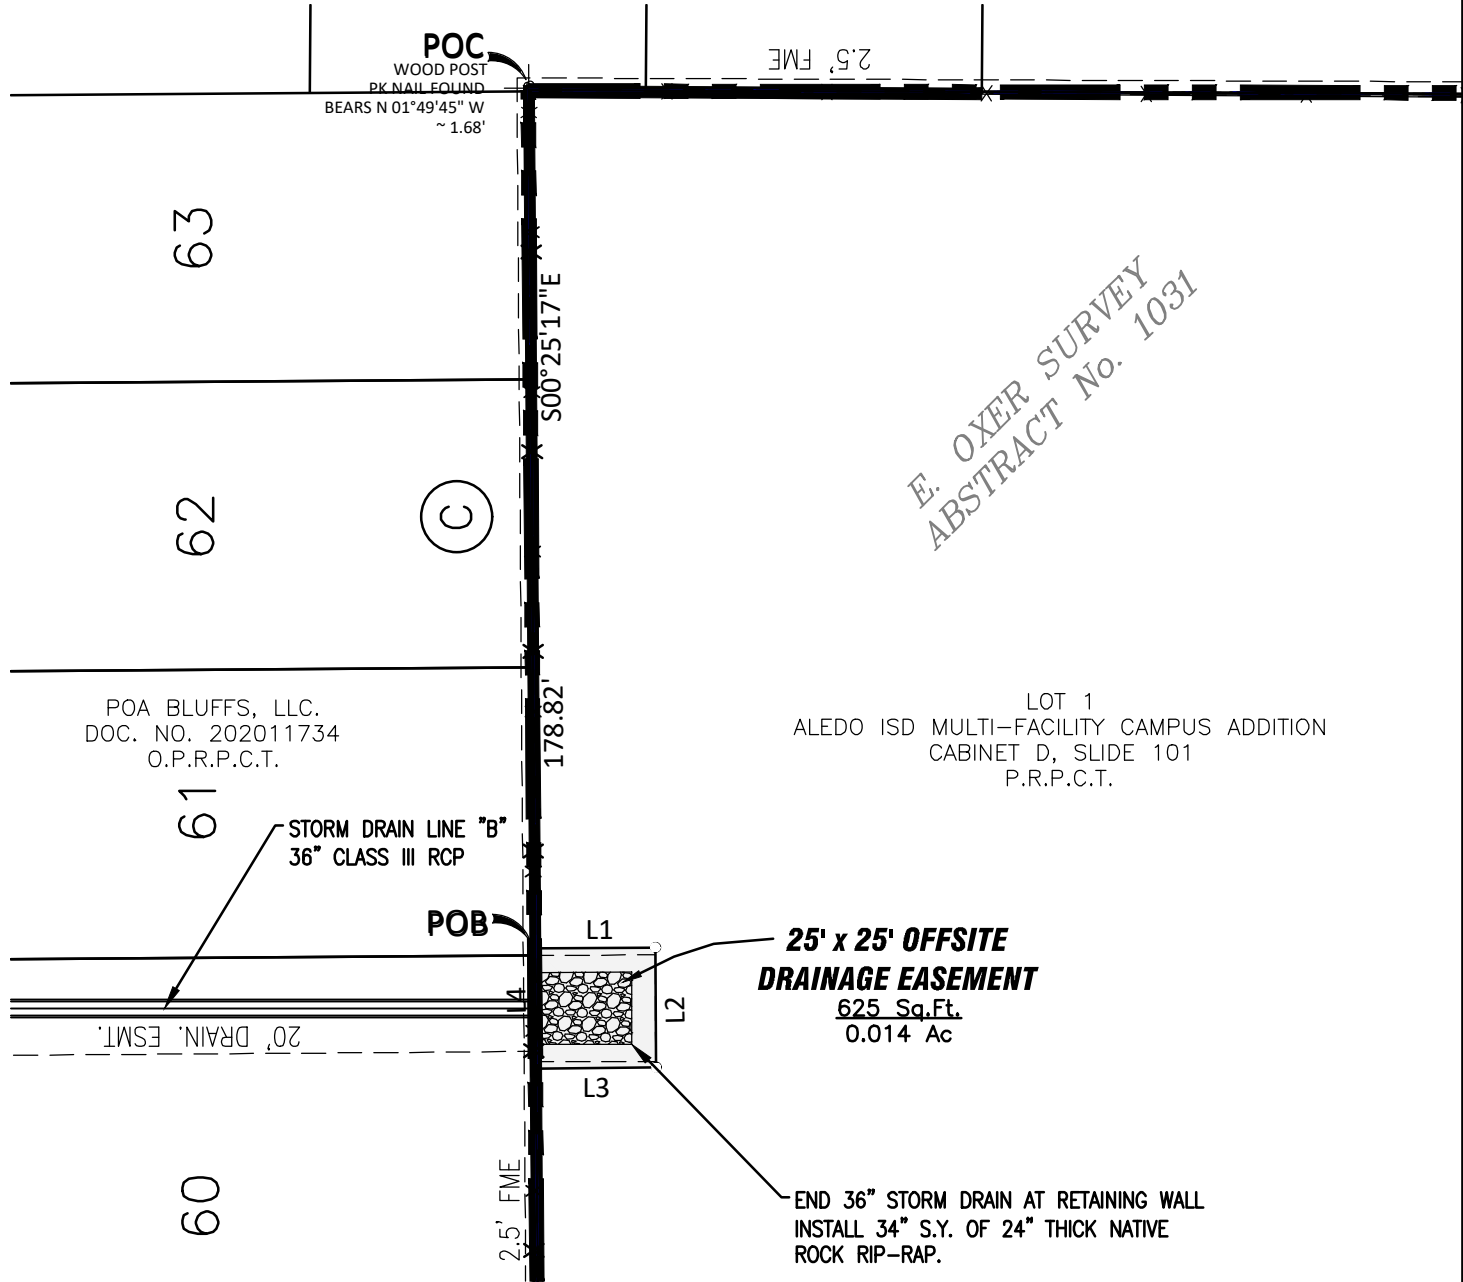 POC
WOOD POST
PK NAIL FOUND
BEARS N 01°49'45" W
~ 1.68'
2.5' FME
63
S00°25'17"E
E. OXER SURVEY
ABSTRACT No. 1031
62
C
178.82'
POA BLUFFS, LLC.
DOC. NO. 202011734
O.P.R.P.C.T.
LOT 1
ALEDO ISD MULTI-FACILITY CAMPUS ADDITION
CABINET D, SLIDE 101
P.R.P.C.T.
61
STORM DRAIN LINE "B"
36" CLASS III RCP
POB
L1
25' x 25' OFFSITE
DRAINAGE EASEMENT
625 Sq.Ft.
0.014 Ac
L4
L2
20' DRAIN. ESMT.
L3
60
2.5' FME
END 36" STORM DRAIN AT RETAINING WALL
INSTALL 34" S.Y. OF 24" THICK NATIVE
ROCK RIP-RAP.